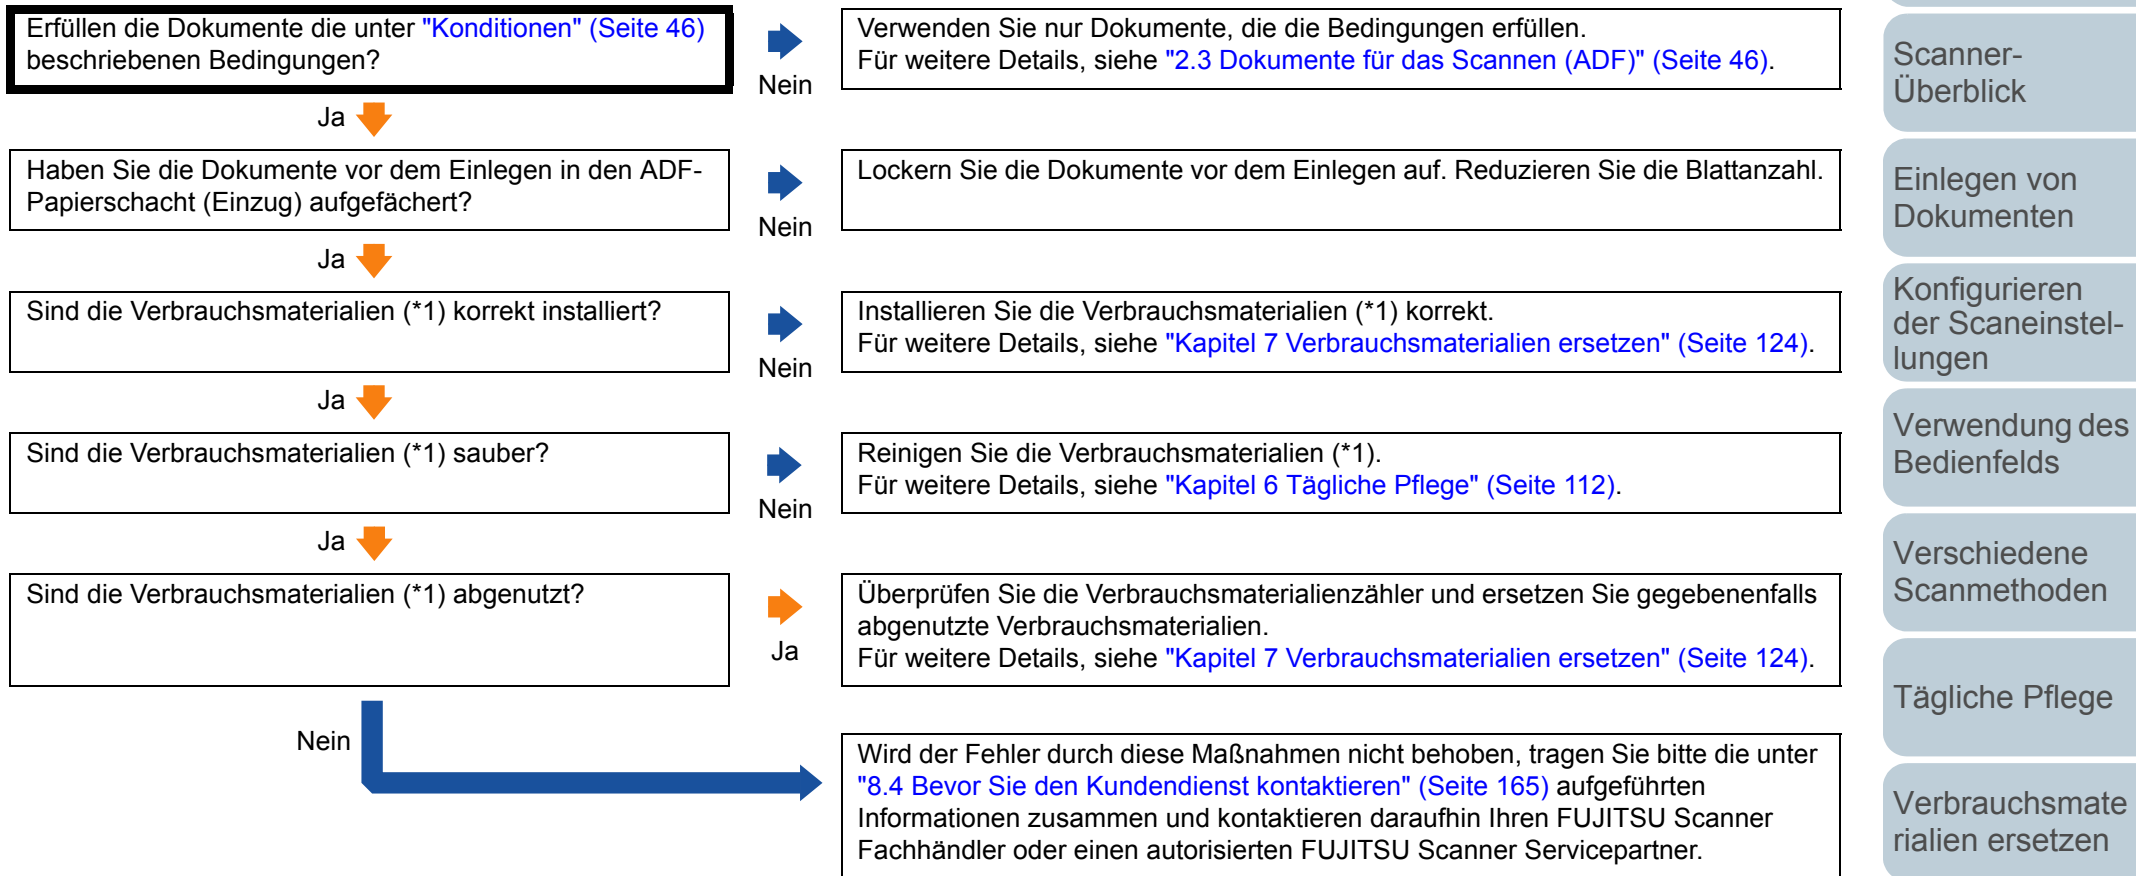 Erfüllen die Dokumente die unter "Konditionen" (Seite 46)
beschriebenen Bedingungen?
Nein
Verwenden Sie nur Dokumente, die die Bedingungen erfüllen.
Für weitere Details, siehe "2.3 Dokumente für das Scannen (ADF)" (Seite 46).
Ja
Haben Sie die Dokumente vor dem Einlegen in den ADF-
Papierschacht (Einzug) aufgefächert?
Nein
Lockern Sie die Dokumente vor dem Einlegen auf. Reduzieren Sie die Blattanzahl.
Ja
Sind die Verbrauchsmaterialien (*1) korrekt installiert?
Nein
Installieren Sie die Verbrauchsmaterialien (*1) korrekt.
Für weitere Details, siehe "Kapitel 7 Verbrauchsmaterialien ersetzen" (Seite 124).
Ja
Sind die Verbrauchsmaterialien (*1) sauber?
Nein
Reinigen Sie die Verbrauchsmaterialien (*1).
Für weitere Details, siehe "Kapitel 6 Tägliche Pflege" (Seite 112).
Ja
Sind die Verbrauchsmaterialien (*1) abgenutzt?
Ja
Überprüfen Sie die Verbrauchsmaterialienzähler und ersetzen Sie gegebenenfalls
abgenutzte Verbrauchsmaterialien.
Für weitere Details, siehe "Kapitel 7 Verbrauchsmaterialien ersetzen" (Seite 124).
Nein
Wird der Fehler durch diese Maßnahmen nicht behoben, tragen Sie bitte die unter
"8.4 Bevor Sie den Kundendienst kontaktieren" (Seite 165) aufgeführten
Informationen zusammen und kontaktieren daraufhin Ihren FUJITSU Scanner
Fachhändler oder einen autorisierten FUJITSU Scanner Servicepartner.
Scanner-
Überblick
Einlegen von
Dokumenten
Konfigurieren
der Scaneinstel-
lungen
Verwendung des
Bedienfelds
Verschiedene
Scanmethoden
Tägliche Pflege
Verbrauchsmate
rialien ersetzen